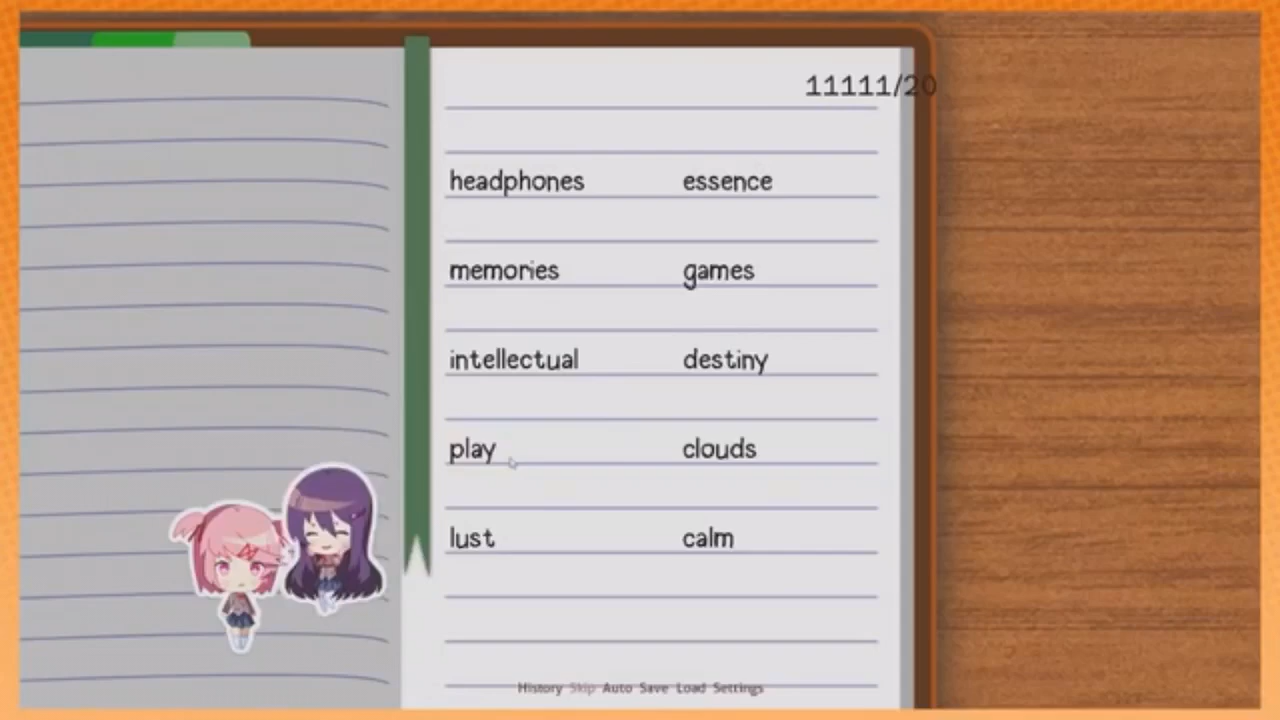 11111/20
headphones essence
memories games
intellectual destiny
play clouds
lust calm
History Skip Auto Save Load Settings